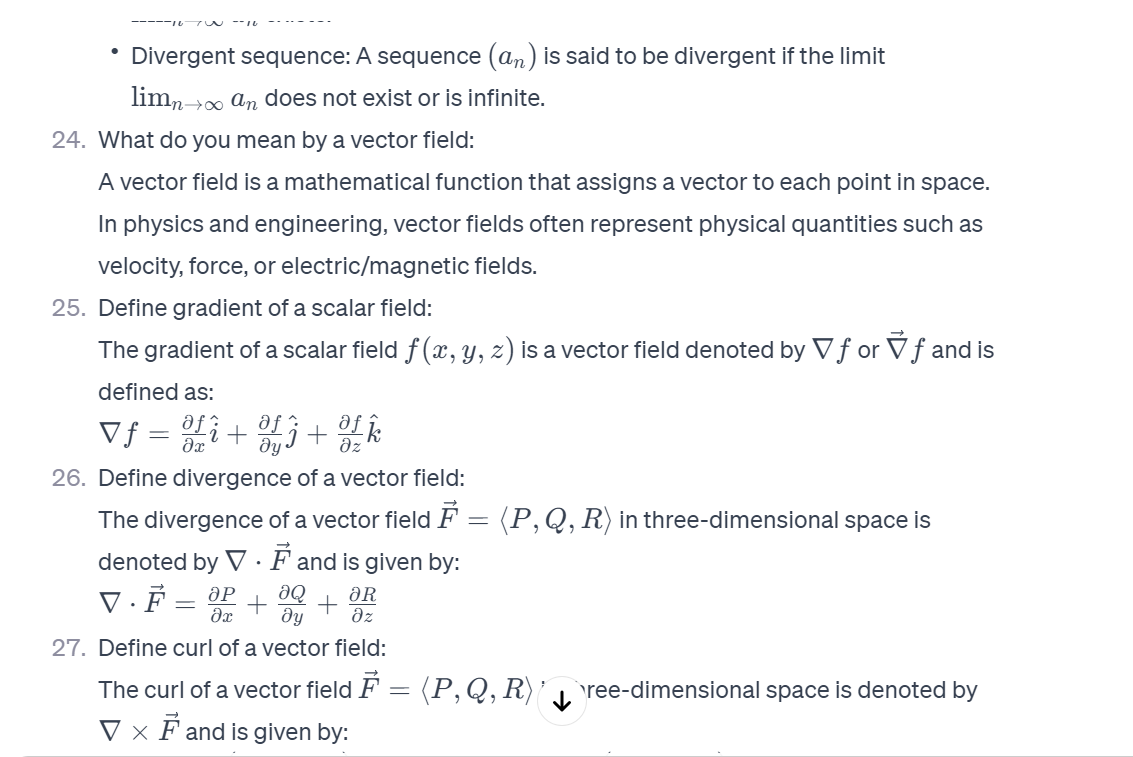 • Divergent sequence: A sequence (aₙ) is said to be divergent if the limit
limₙ→∞ aₙ does not exist or is infinite.
24. What do you mean by a vector field:
A vector field is a mathematical function that assigns a vector to each point in space.
In physics and engineering, vector fields often represent physical quantities such as
velocity, force, or electric/magnetic fields.
25. Define gradient of a scalar field:
The gradient of a scalar field f(x, y, z) is a vector field denoted by ∇f or ∇⃗f and is
defined as:
∇f = ∂f/∂x î + ∂f/∂y ĵ + ∂f/∂z k̂
26. Define divergence of a vector field:
The divergence of a vector field F⃗ = ⟨P, Q, R⟩ in three-dimensional space is
denoted by ∇ · F⃗ and is given by:
∇ · F⃗ = ∂P/∂x + ∂Q/∂y + ∂R/∂z
27. Define curl of a vector field:
The curl of a vector field F⃗ = ⟨P, Q, R⟩ ree-dimensional space is denoted by
∇ × F⃗ and is given by: